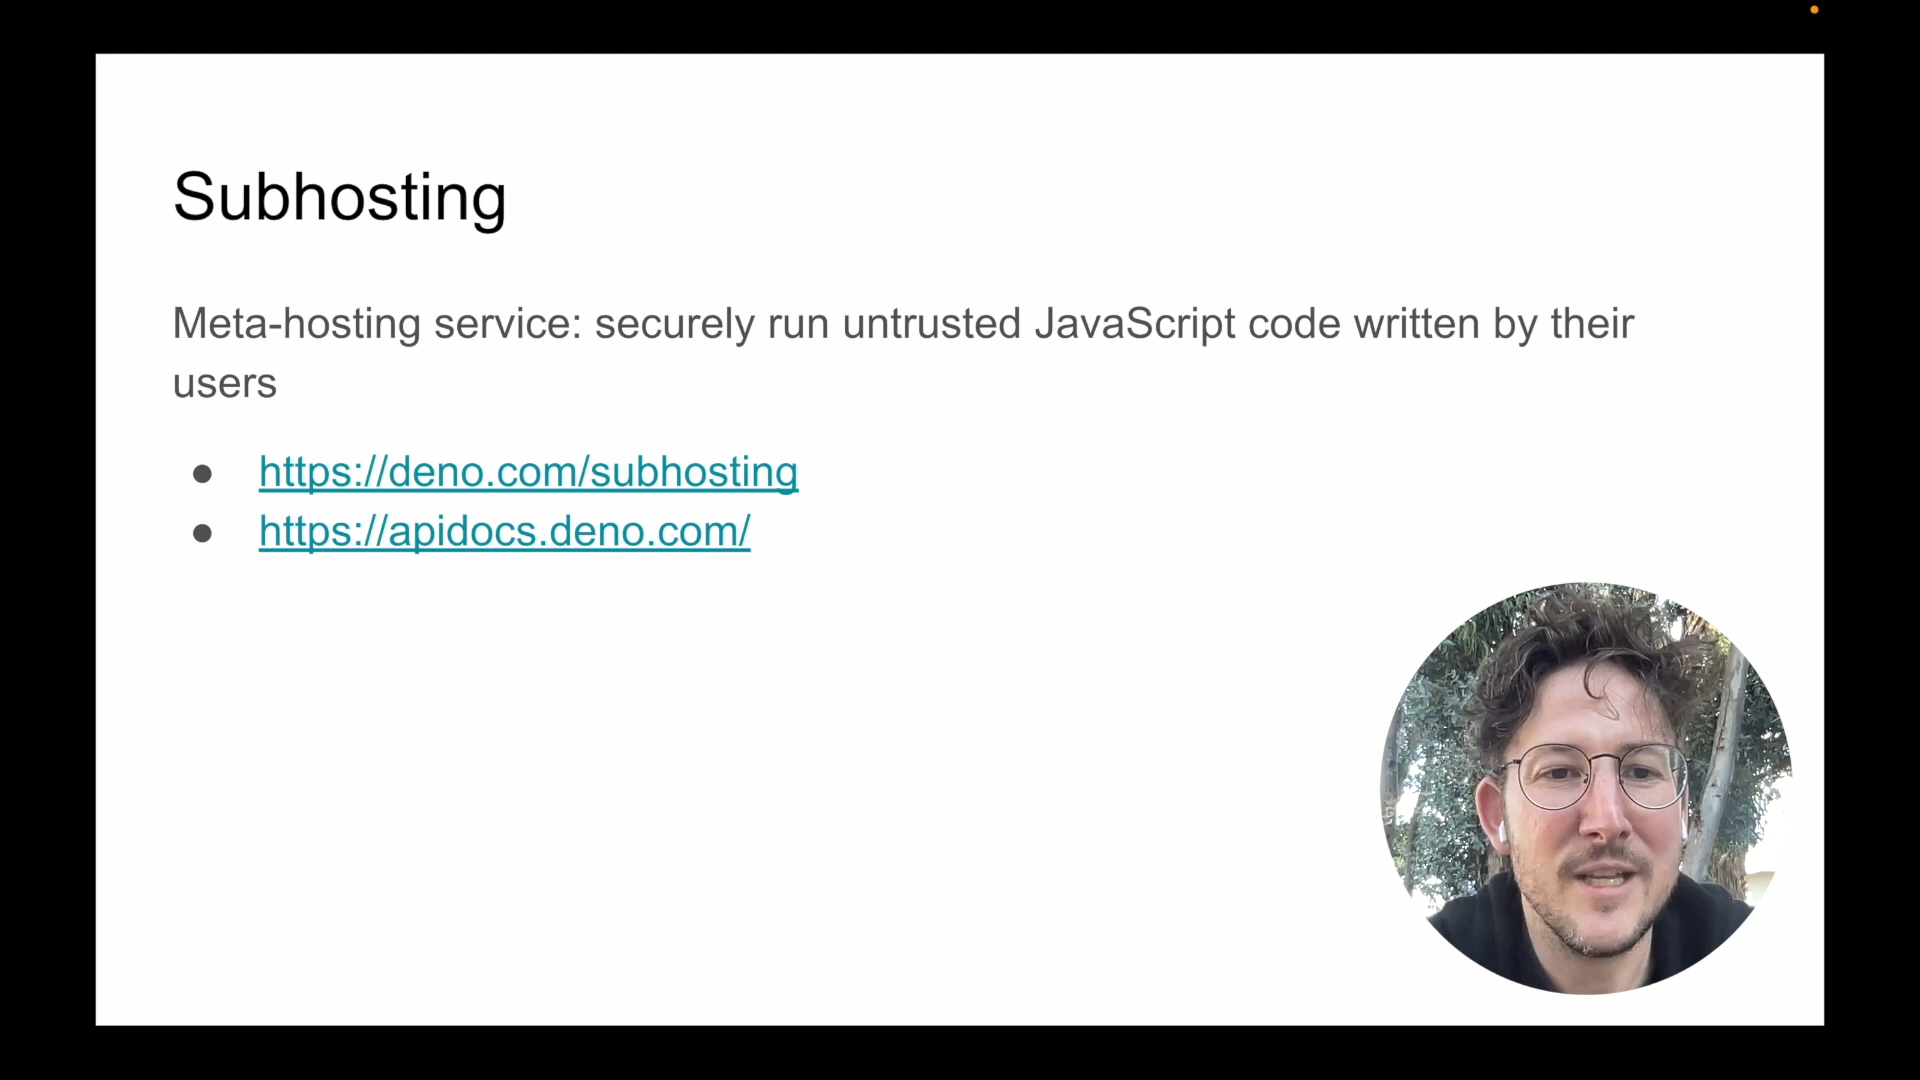 Subhosting
Meta-hosting service: securely run untrusted JavaScript code written by their
users
● https://deno.com/subhosting
● https://apidocs.deno.com/